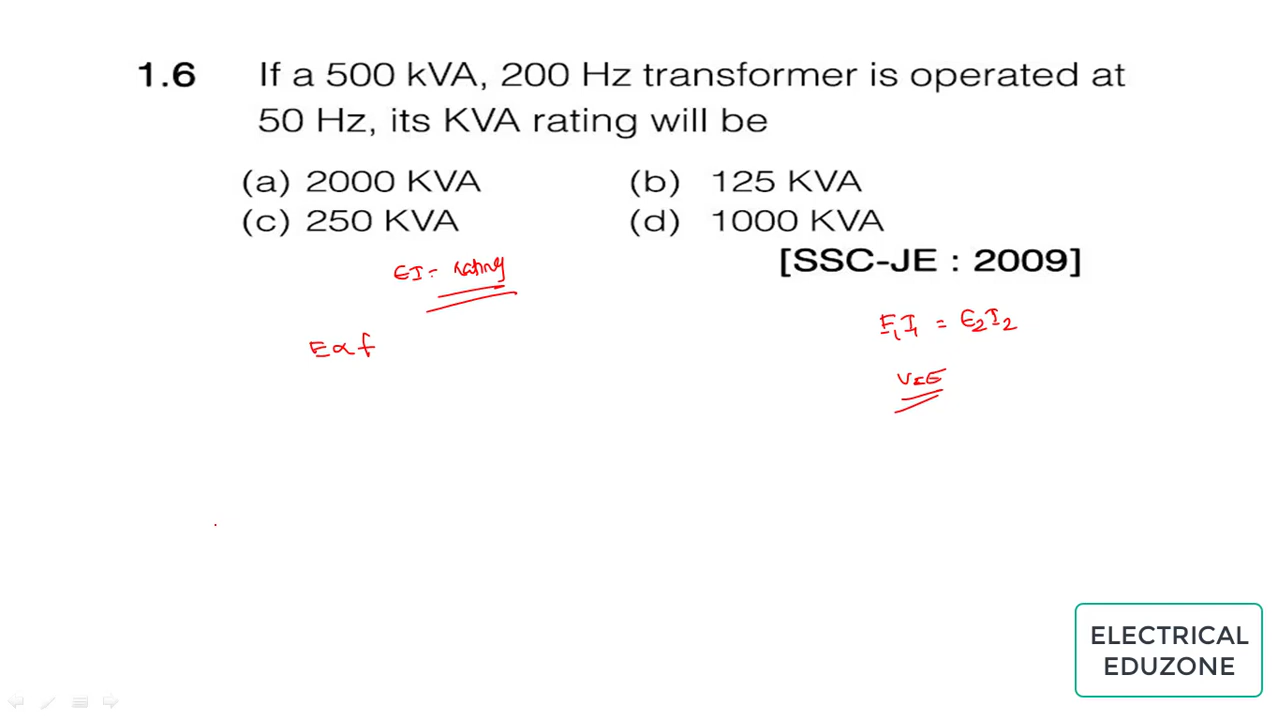 1.6 If a 500 kVA, 200 Hz transformer is operated at
50 Hz, its KVA rating will be
(a) 2000 KVA (b) 125 KVA
(c) 250 KVA (d) 1000 KVA
[SSC-JE : 2009]
EI = rating
E₁I₁ = E₂I₂
E∝f
V=E
ELECTRICAL
EDUZONE